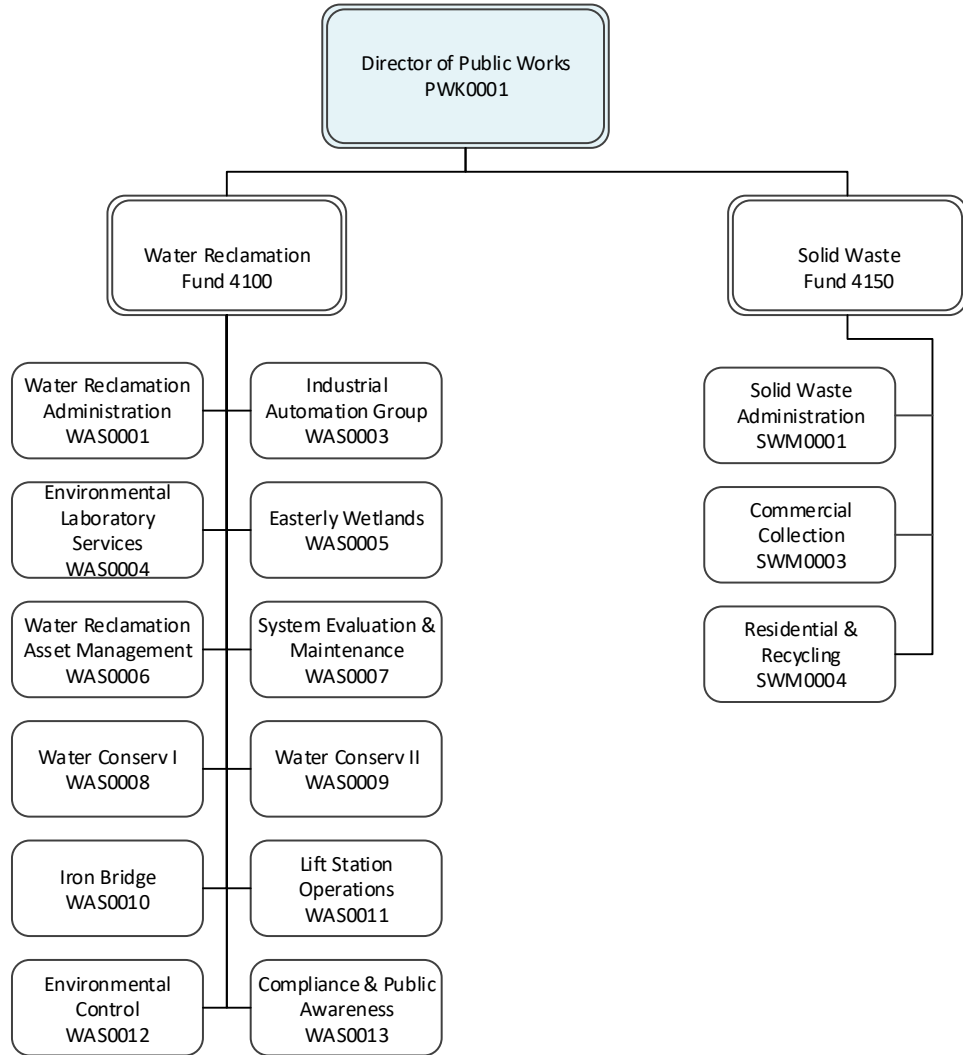 Director of Public Works
PWK0001
Water Reclamation
Fund 4100
Solid Waste
Fund 4150
Water Reclamation
Administration
WAS0001
Industrial
Automation Group
WAS0003
Solid Waste
Administration
SWM0001
Environmental
Laboratory
Services
WAS0004
Easterly Wetlands
WAS0005
Commercial
Collection
SWM0003
Water Reclamation
Asset Management
WAS0006
System Evaluation &
Maintenance
WAS0007
Residential &
Recycling
SWM0004
Water Conserv I
WAS0008
Water Conserv II
WAS0009
Iron Bridge
WAS0010
Lift Station
Operations
WAS0011
Environmental
Control
WAS0012
Compliance & Public
Awareness
WAS0013